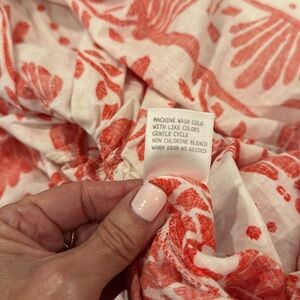 MACHINE WASH COLD
WITH LIKE COLORS
GENTLE CYCLE
NON CHLORINE BLEACH
WARM IRON AS NEEDED